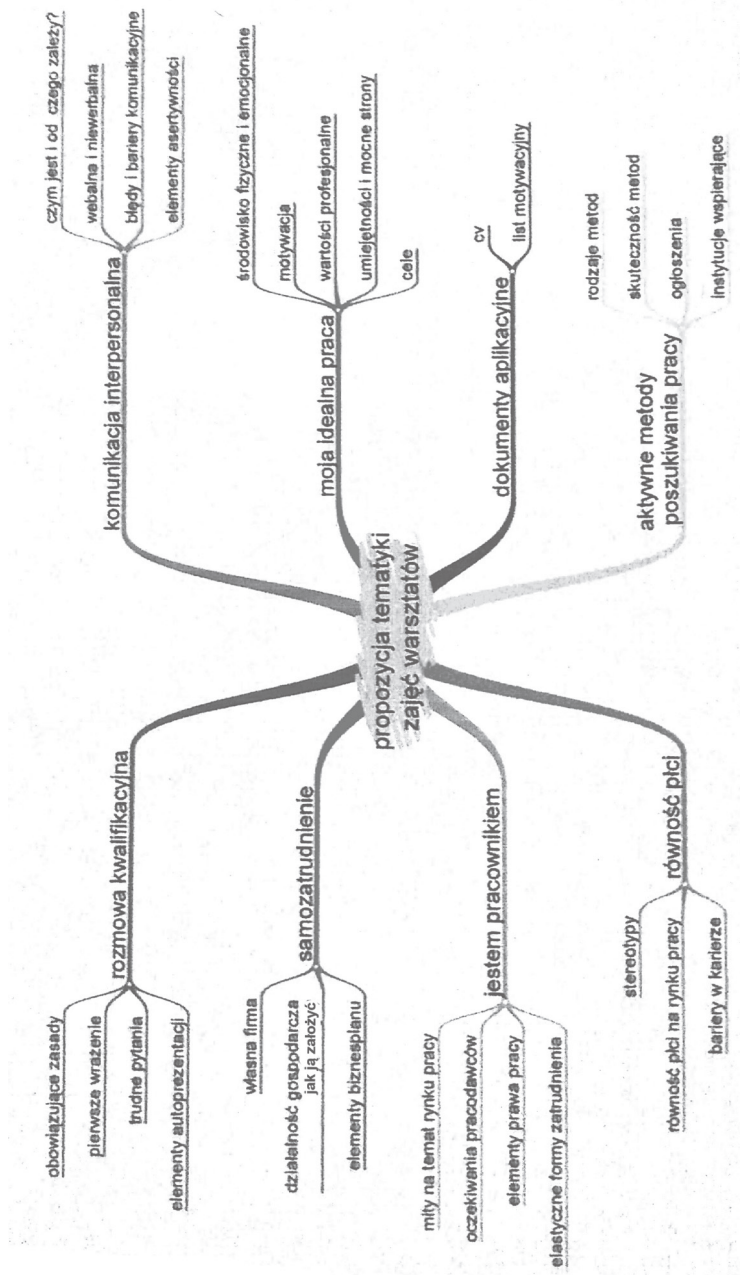 propozycja tematyki
zajęć warsztatów
komunikacja interpersonalna
czym jest i od czego zależy?
webalna i niewerbalna
błędy i bariery komunikacyjne
elementy asertywności
moja idealna praca
środowisko fizyczne i emocjonalne
motywacja
wartości profesjonalne
umiejętności i mocne strony
cele
dokumenty aplikacyjne
cv
list motywacyjny
aktywne metody
poszukiwania pracy
rodzaje metod
skuteczność metod
ogłoszenia
instytucje wspierające
rozmowa kwalifikacyjna
obowiązujące zasady
pierwsze wrażenie
trudne pytania
elementy autoprezentacji
samozatrudnienie
własna firma
działalność gospodarcza
jak ją założyć
elementy biznesplanu
jestem pracownikiem
mity na temat rynku pracy
oczekiwania pracodawców
elementy prawa pracy
elastyczne formy zatrudnienia
równość płci
stereotypy
równość płci na rynku pracy
bariery w karierze